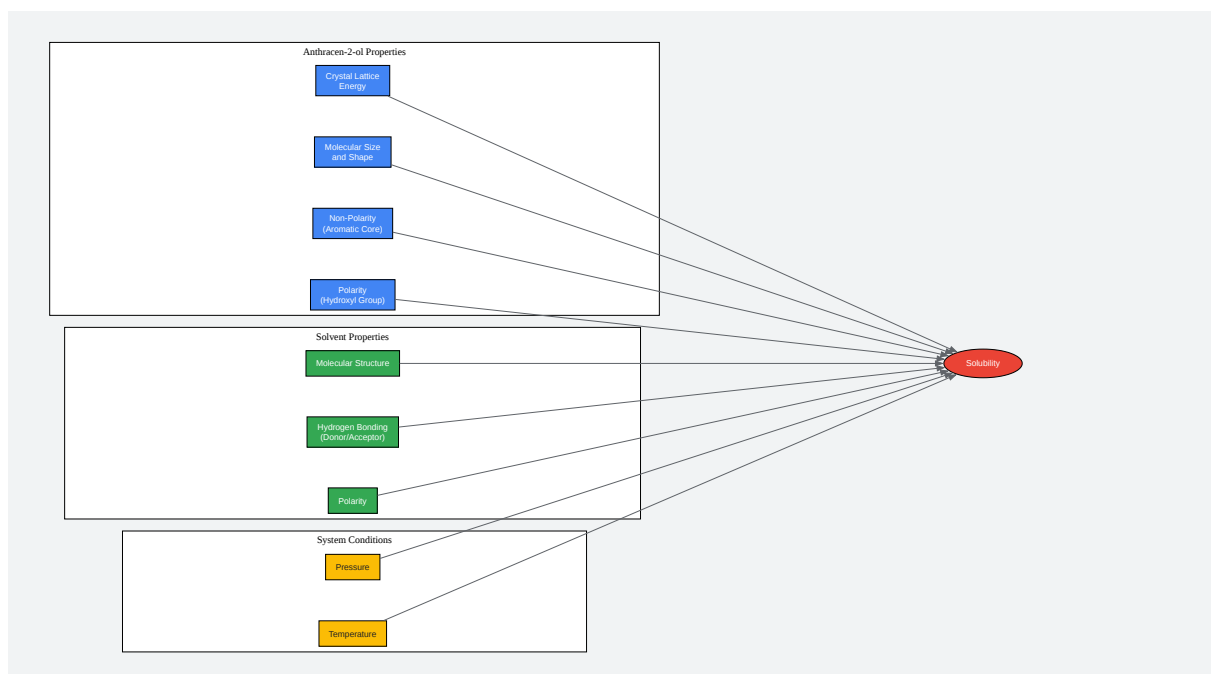 Anthracen-2-ol Properties
Crystal Lattice
Energy
Molecular Size
and Shape
Non-Polarity
(Aromatic Core)
Polarity
(Hydroxyl Group)
Solvent Properties
Molecular Structure
Solubility
Hydrogen Bonding
(Donor/Acceptor)
Polarity
System Conditions
Pressure
Temperature